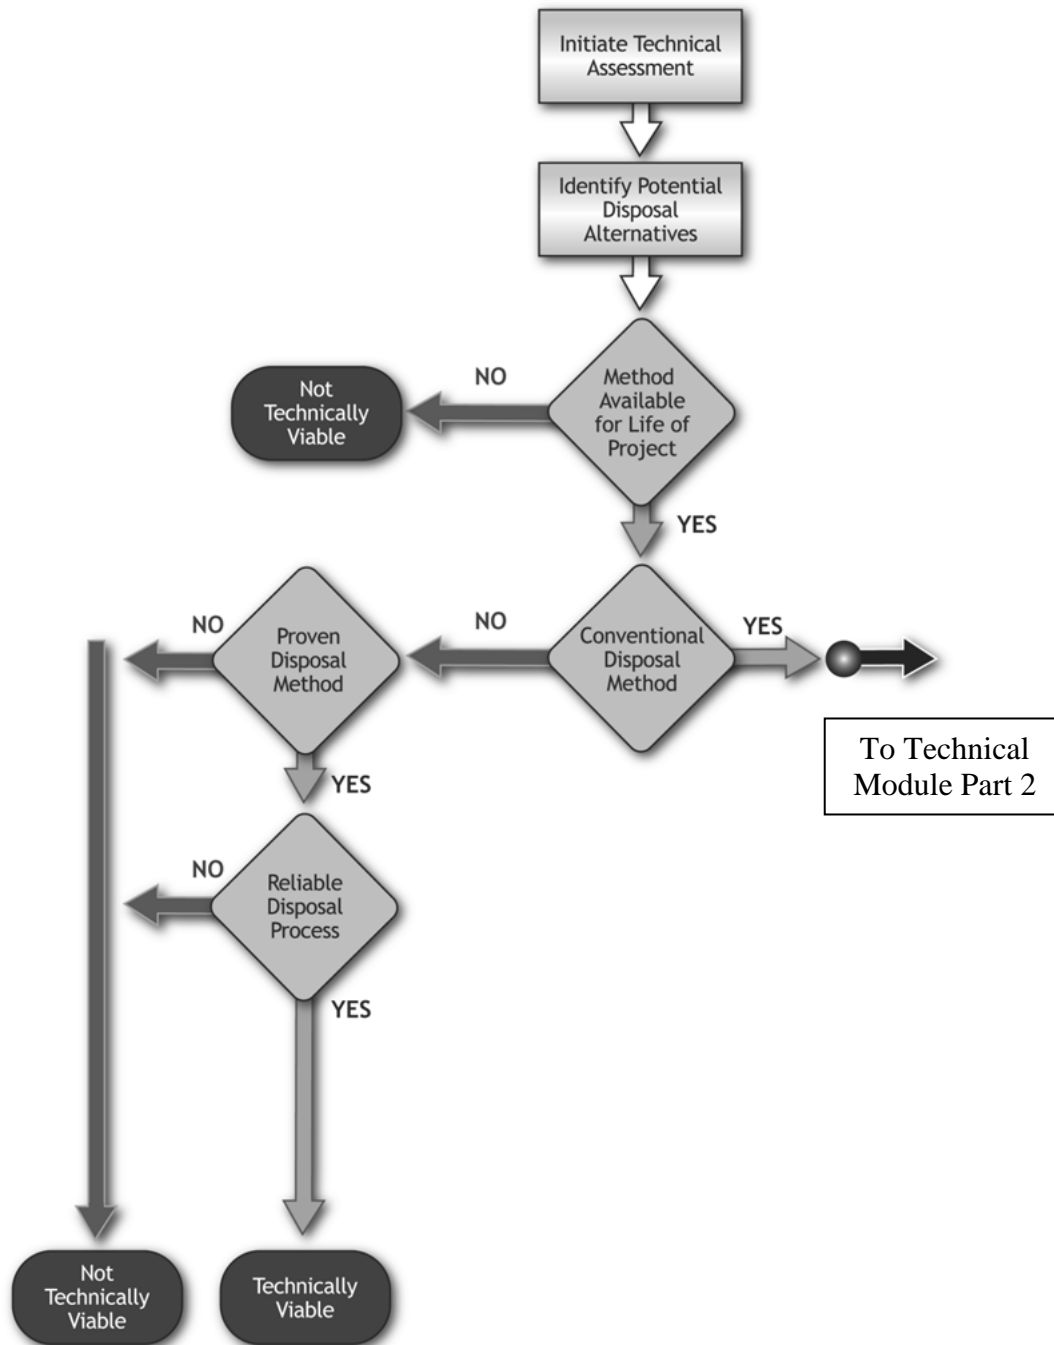 Initiate Technical
Assessment
Identify Potential
Disposal
Alternatives
NO
Method
Available
for Life of
Project
Not
Technically
Viable
YES
NO
Proven
Disposal
Method
NO
Conventional
Disposal
Method
YES
To Technical
Module Part 2
YES
NO
Reliable
Disposal
Process
YES
Not
Technically
Viable
Technically
Viable